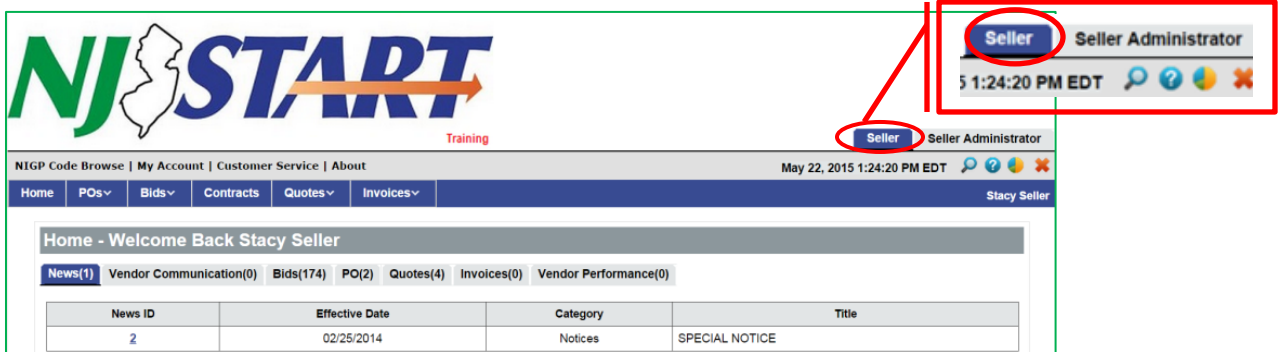 NJ START
Training
Seller Seller Administrator
5 1:24:20 PM EDT
Seller Seller Administrator
NIGP Code Browse | My Account | Customer Service | About May 22, 2015 1:24:20 PM EDT
Home POs Bids Contracts Quotes Invoices Stacy Seller
Home - Welcome Back Stacy Seller
News(1) Vendor Communication(0) Bids(174) PO(2) Quotes(4) Invoices(0) Vendor Performance(0)
News ID Effective Date Category Title
2 02/25/2014 Notices SPECIAL NOTICE